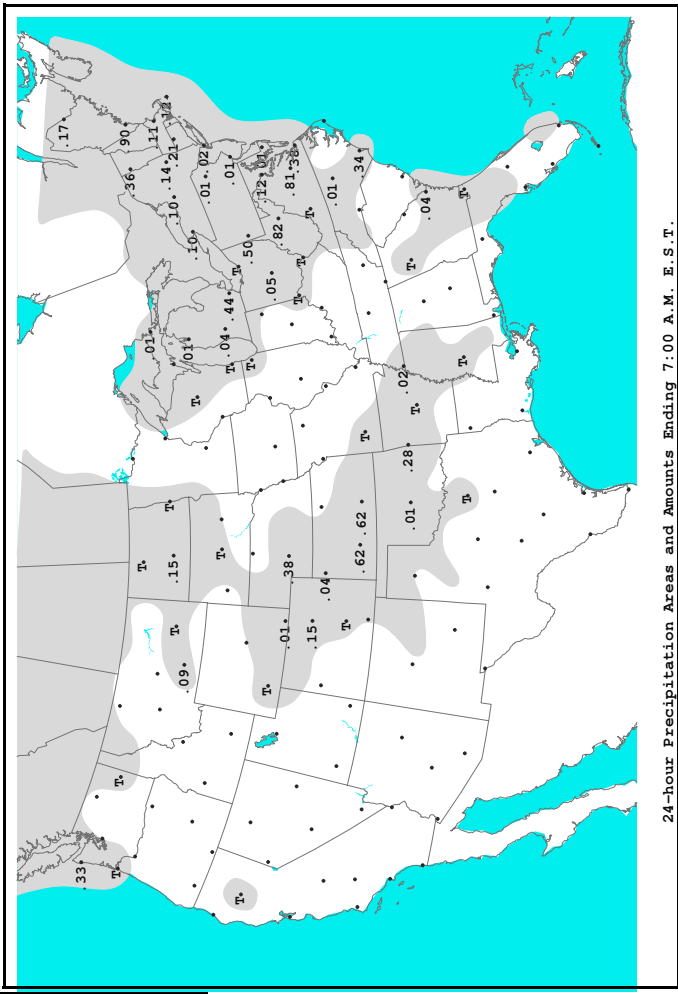 .17
.33
T
T
.90
.36
T
.01
.11
.14
.12
T
.15
.21
T
.10
.09
.01
.10
T
.02
.01
T
.04
.44
T
.01
T
T
.50
T
.12
.01
T
.05
.82
.01
.38
.81
.38
T
T
T
.15
.04
.01
T
.34
.62
.62
T
.02
.28
.01
T
T
.04
T
T
T
24-hour Precipitation Areas and Amounts Ending 7:00 A.M. E.S.T.